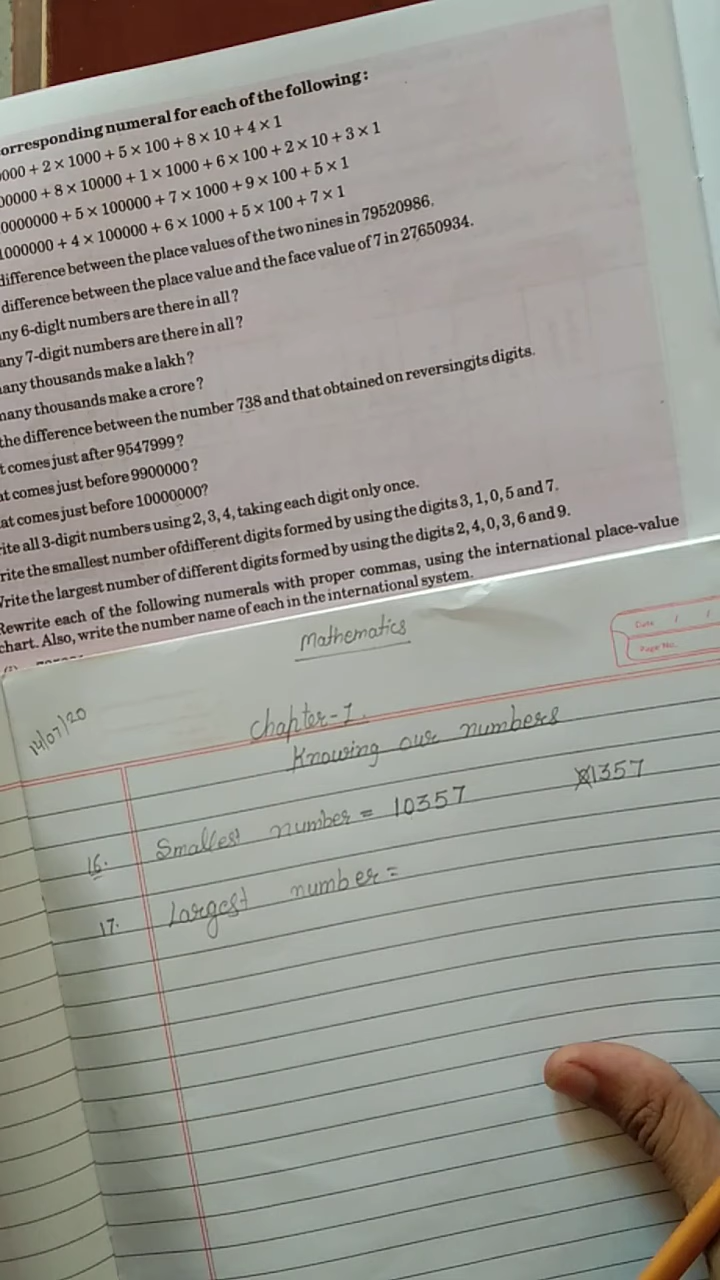 orresponding numeral for each of the following:
000 + 2 × 1000 + 5 × 100 + 8 × 10 + 4 × 1
00000 + 8 × 10000 + 1 × 1000 + 6 × 100 + 2 × 10 + 3 × 1
0000000 + 5 × 100000 + 7 × 1000 + 9 × 100 + 5 × 1
1000000 + 4 × 100000 + 6 × 1000 + 5 × 100 + 7 × 1
difference between the place values of the two nines in 79520986.
difference between the place value and the face value of 7 in 27650934.
ny 6-digIt numbers are there in all?
any 7-digit numbers are there in all?
many thousands make a lakh?
many thousands make a crore?
the difference between the number 738 and that obtained on reversingjts digits.
t comes just after 9547999?
at comes just before 9900000?
at comes just before 10000000?
ite all 3-digit numbers using 2, 3, 4, taking each digit only once.
rite the smallest number ofdifferent digits formed by using the digits 3, 1, 0, 5 and 7.
Write the largest number of different digits formed by using the digits 2, 4, 0, 3, 6 and 9.
Rewrite each of the following numerals with proper commas, using the international place-value
chart. Also, write the number name of each in the international system.
Mathematics
Date / /
Page No.
14/07/20
Chapter-1.
Knowing our numbers
16. Smallest number = 10357 1357
17. Largest number =